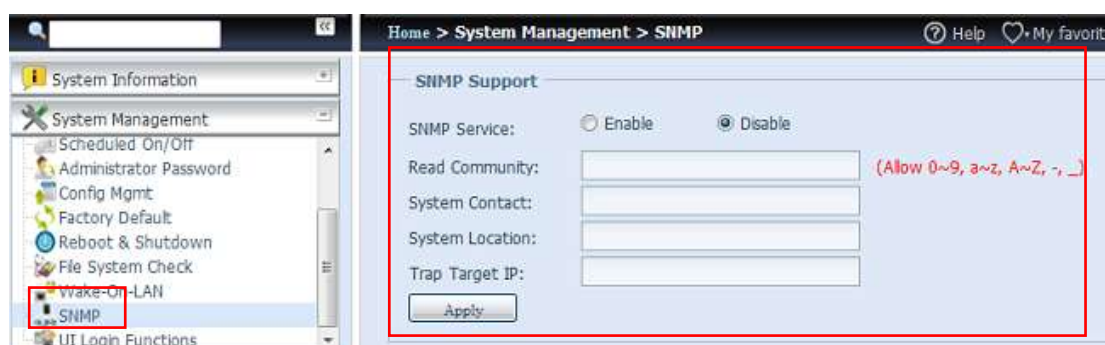 Home > System Management > SNMP
Help
My favorit
System Information
System Management
Scheduled On/Off
Administrator Password
Config Mgmt
Factory Default
Reboot & Shutdown
File System Check
Wake-On-LAN
SNMP
UI Login Functions
SNMP Support
SNMP Service: Enable Disable
Read Community: (Allow 0~9, a~z, A~Z, -, _)
System Contact:
System Location:
Trap Target IP:
Apply